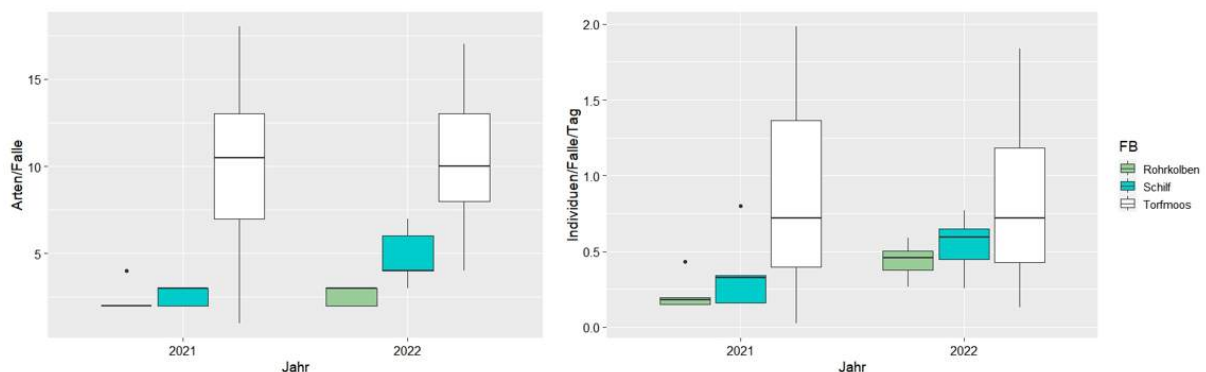 Arten/Falle
15
10
5
2021
2022
Jahr
Individuen/Falle/Tag
2.0
1.5
1.0
0.5
0.0
2021
2022
Jahr
FB
Rohrkolben
Schilf
Torfmoos